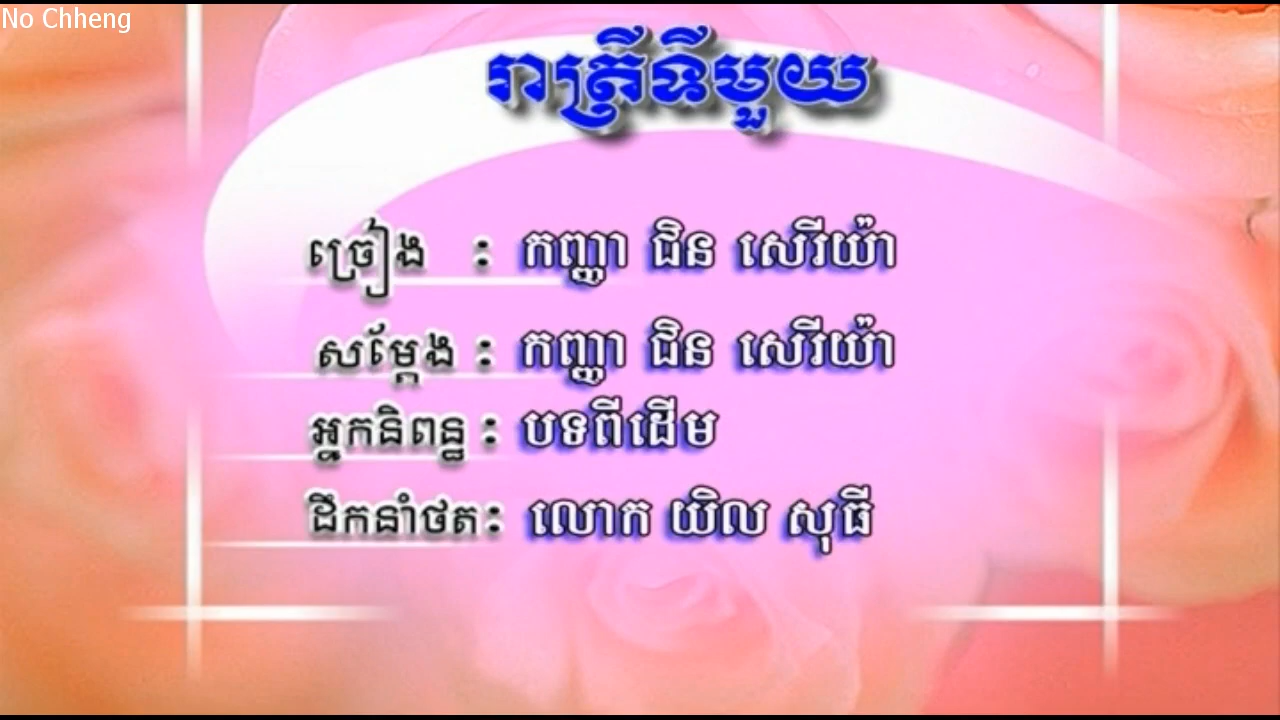 No Chheng
រាត្រីទីមួយ
ច្រៀង : កញ្ញា ជិន សេរីយ៉ា
សម្ដែង : កញ្ញា ជិន សេរីយ៉ា
អ្នកនិពន្ធ : បទពីដើម
ដឹកនាំថត : លោក យិល សុធី